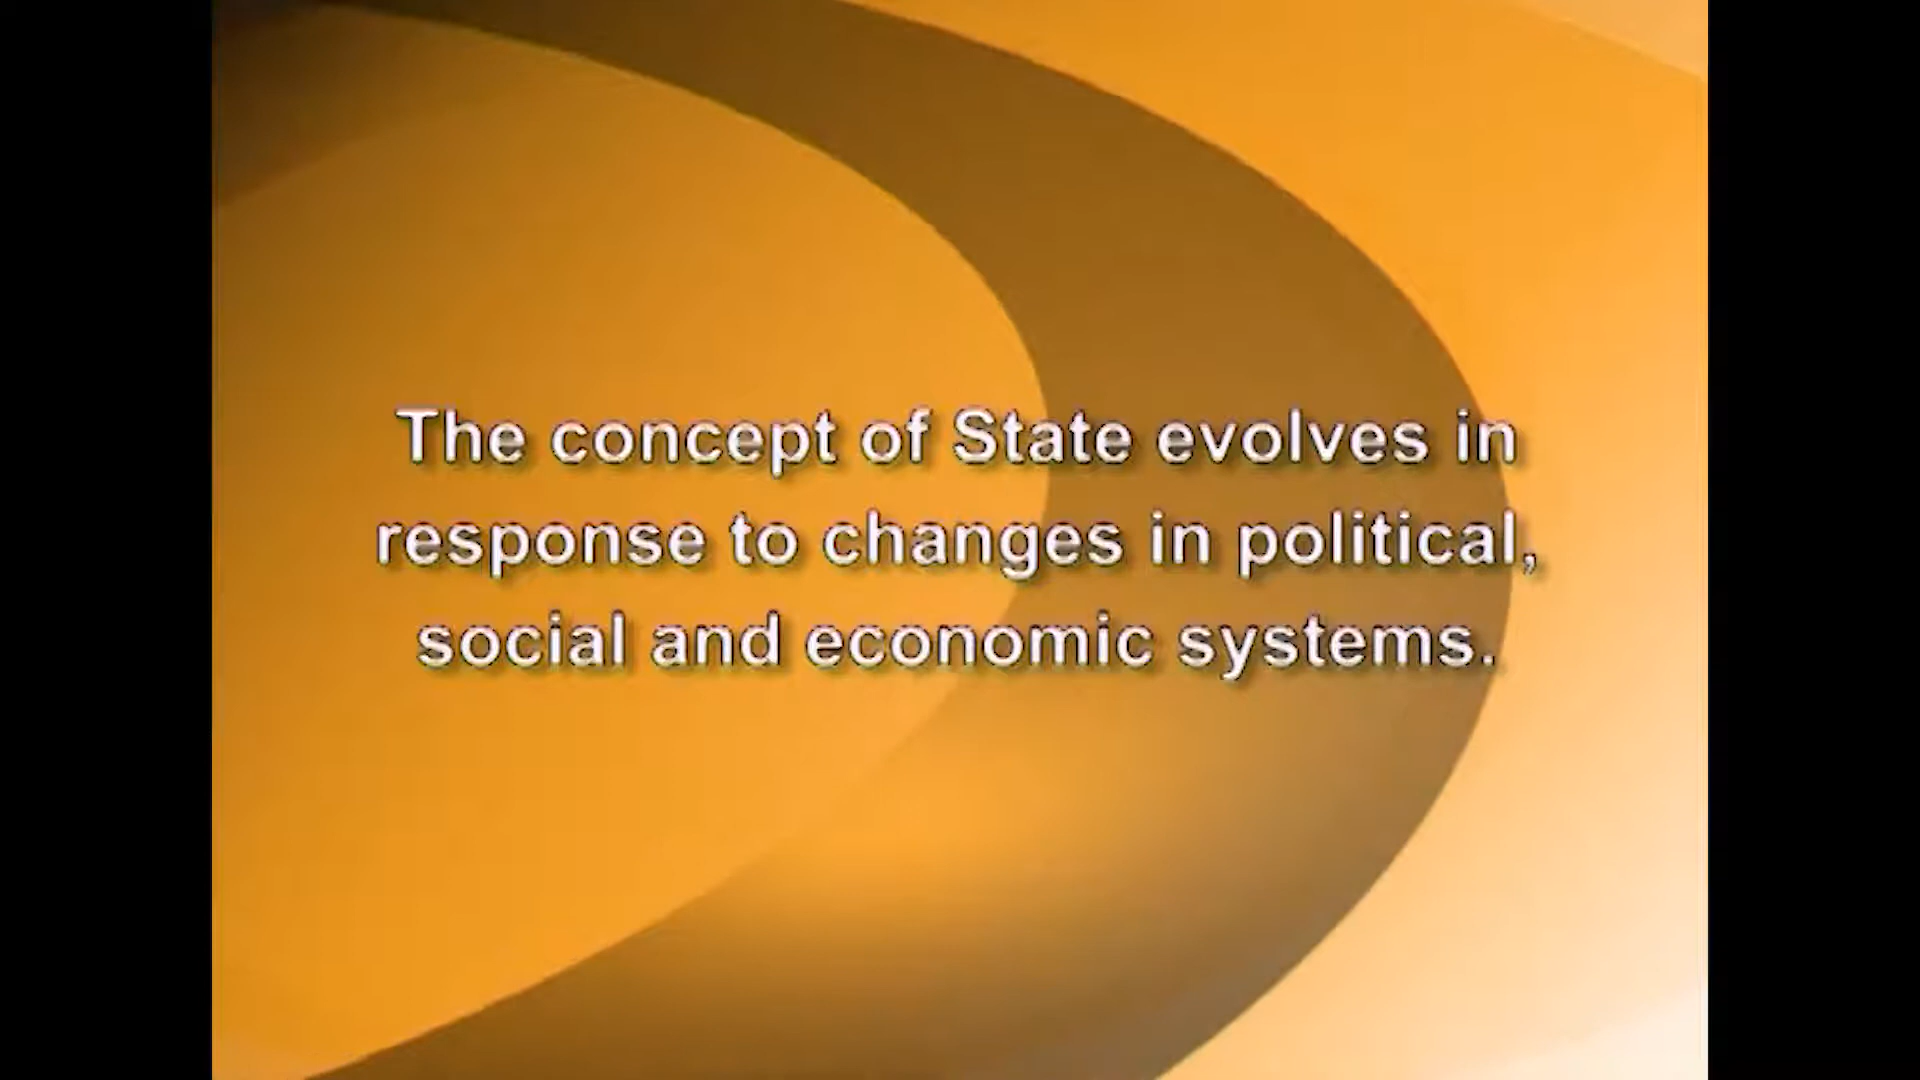 The concept of State evolves in
response to changes in political,
social and economic systems.